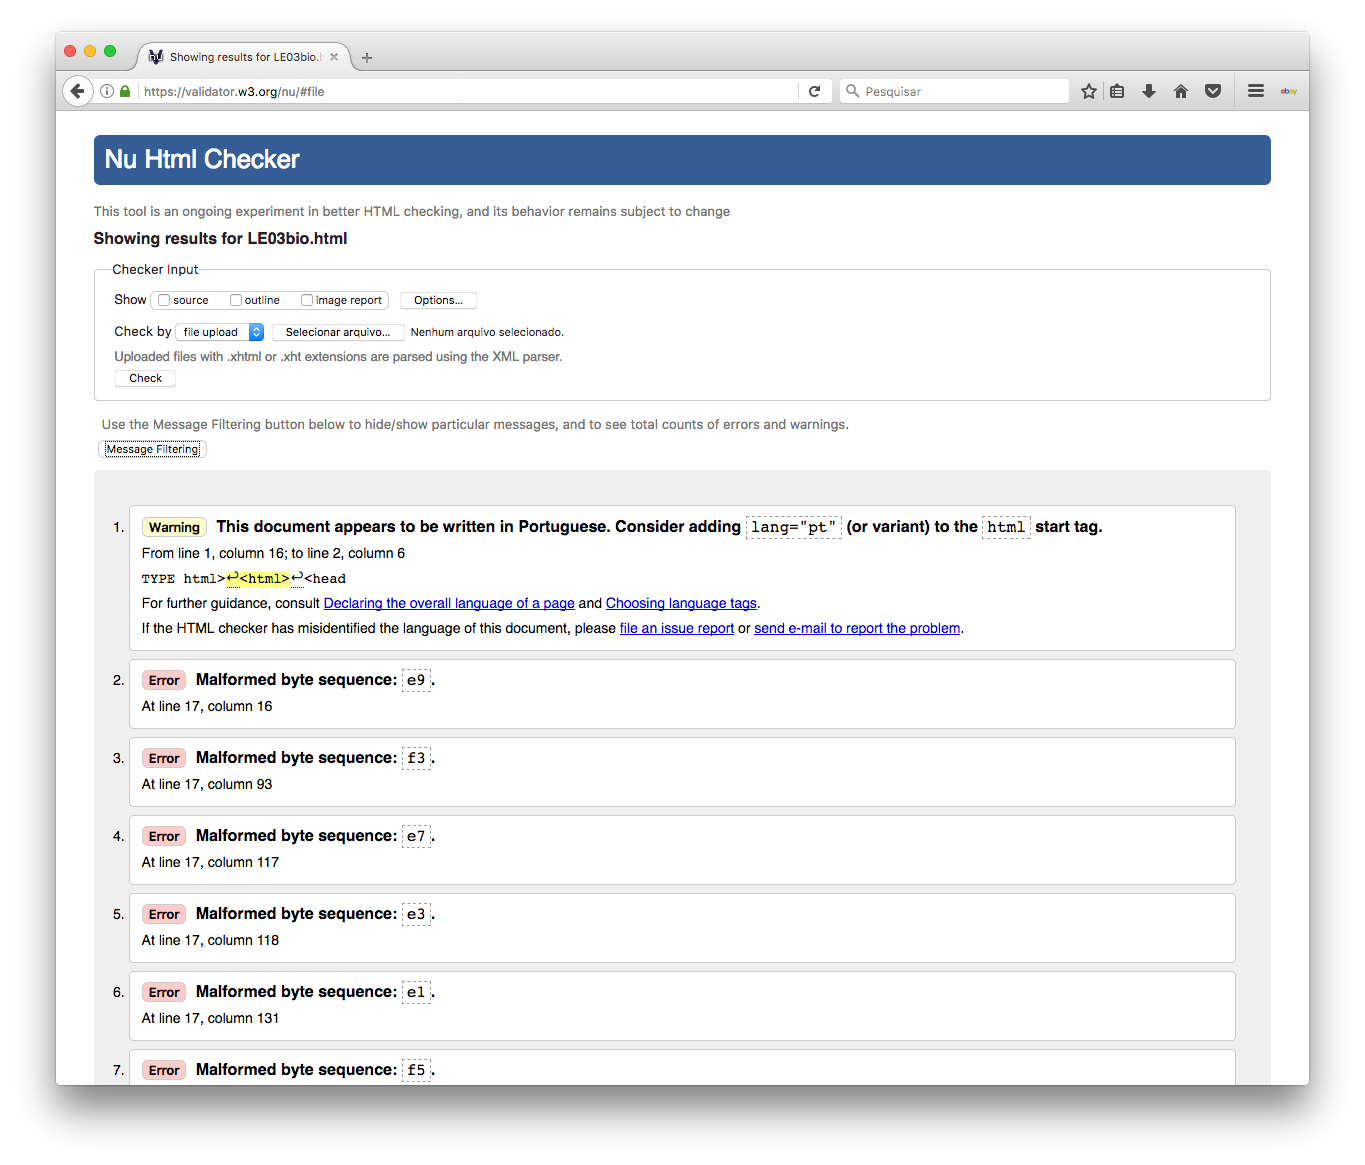 Showing results for LE03bio.h
https://validator.w3.org/nu/#file
Pesquisar
ebay
Nu Html Checker
This tool is an ongoing experiment in better HTML checking, and its behavior remains subject to change
Showing results for LE03bio.html
Checker Input
Show source outline image report Options...
Check by file upload Selecionar arquivo... Nenhum arquivo selecionado.
Uploaded files with .xhtml or .xht extensions are parsed using the XML parser.
Check
Use the Message Filtering button below to hide/show particular messages, and to see total counts of errors and warnings.
Message Filtering
1. Warning This document appears to be written in Portuguese. Consider adding lang="pt" (or variant) to the html start tag.
From line 1, column 16; to line 2, column 6
TYPE html>↩<html>↩<head
For further guidance, consult Declaring the overall language of a page and Choosing language tags.
If the HTML checker has misidentified the language of this document, please file an issue report or send e-mail to report the problem.
2. Error Malformed byte sequence: e9.
At line 17, column 16
3. Error Malformed byte sequence: f3.
At line 17, column 93
4. Error Malformed byte sequence: e7.
At line 17, column 117
5. Error Malformed byte sequence: e3.
At line 17, column 118
6. Error Malformed byte sequence: e1.
At line 17, column 131
7. Error Malformed byte sequence: f5.